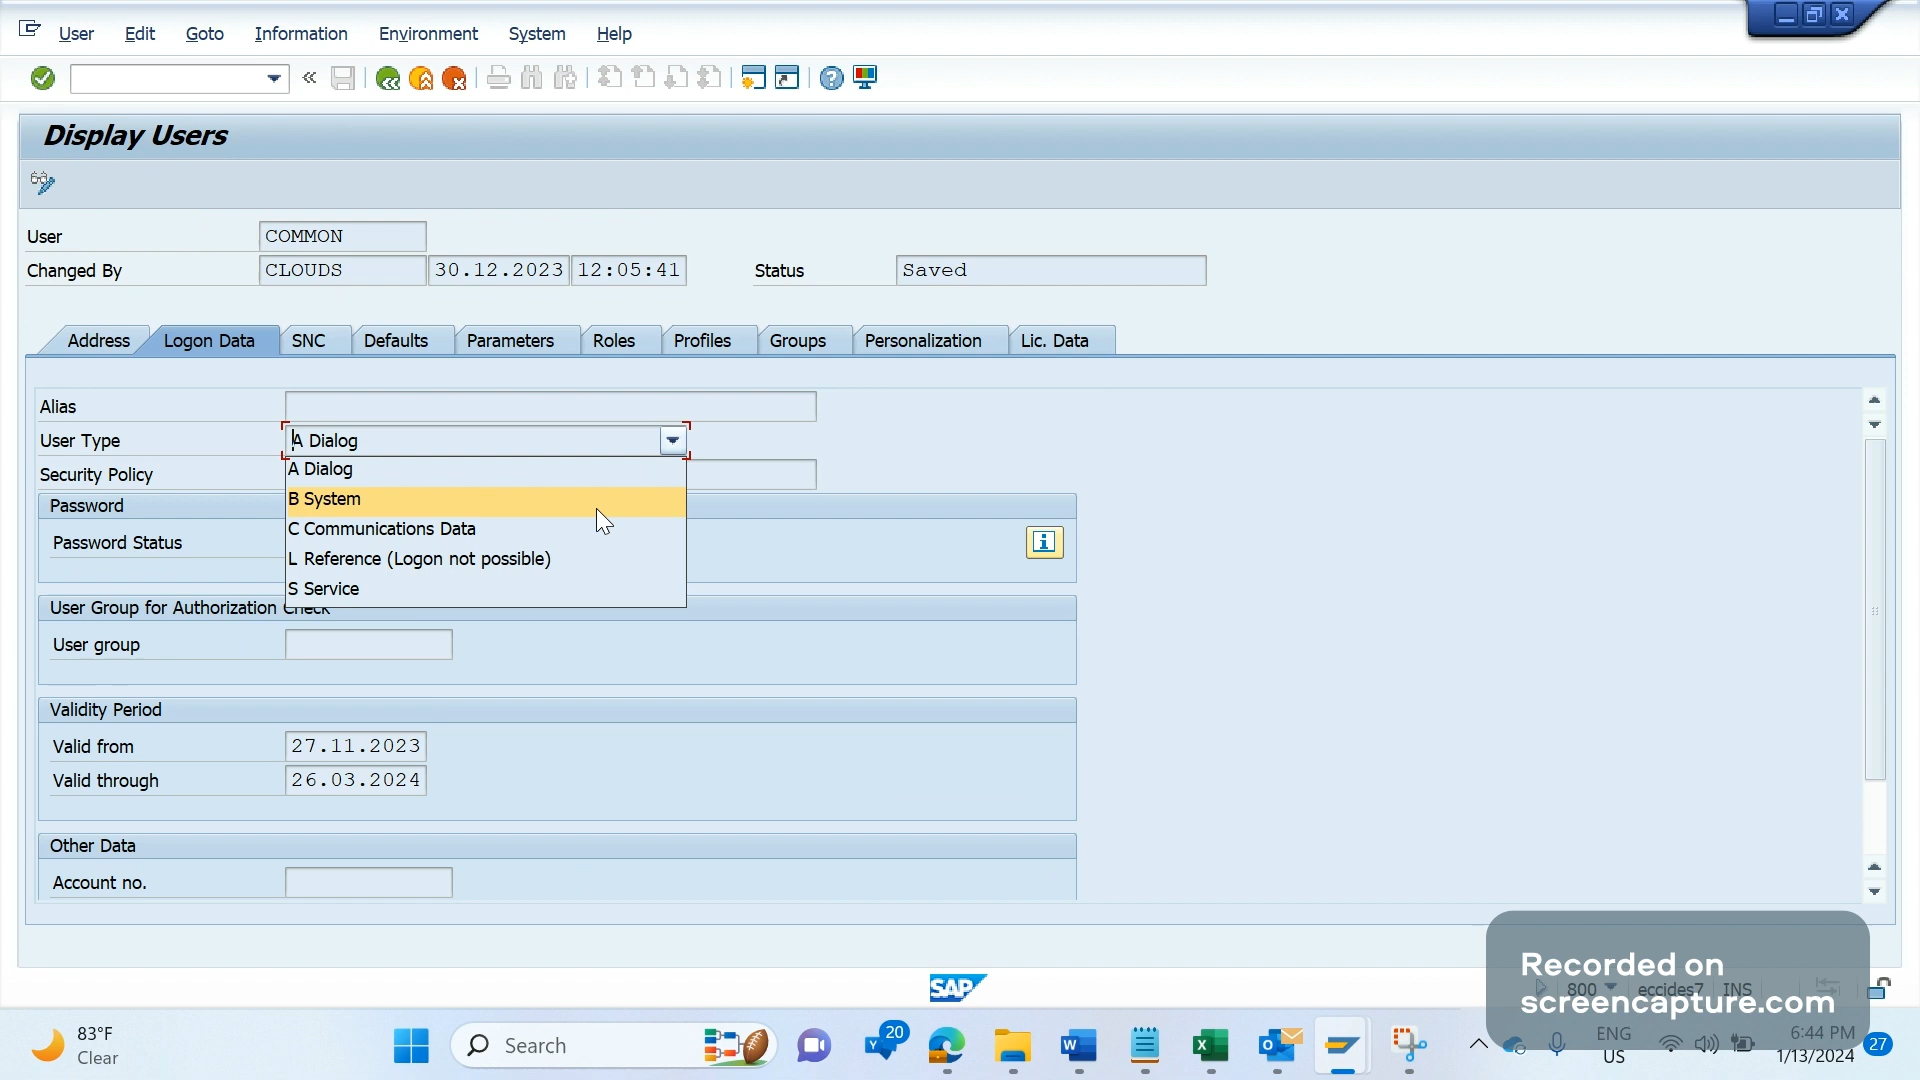 User Edit Goto Information Environment System Help
Display Users
User COMMON
Changed By CLOUDS 30.12.2023 12:05:41 Status Saved
Address Logon Data SNC Defaults Parameters Roles Profiles Groups Personalization Lic. Data
Alias
User Type A Dialog
A Dialog
Security Policy
B System
Password
C Communications Data
Password Status
L Reference (Logon not possible)
S Service
User Group for Authorization Check
User group
Validity Period
Valid from 27.11.2023
Valid through 26.03.2024
Other Data
Account no.
Recorded on
screencapture.com
SAP
800 eccides7 INS
83°F
Clear
Search
20
ENG
US
6:44 PM
1/13/2024
27